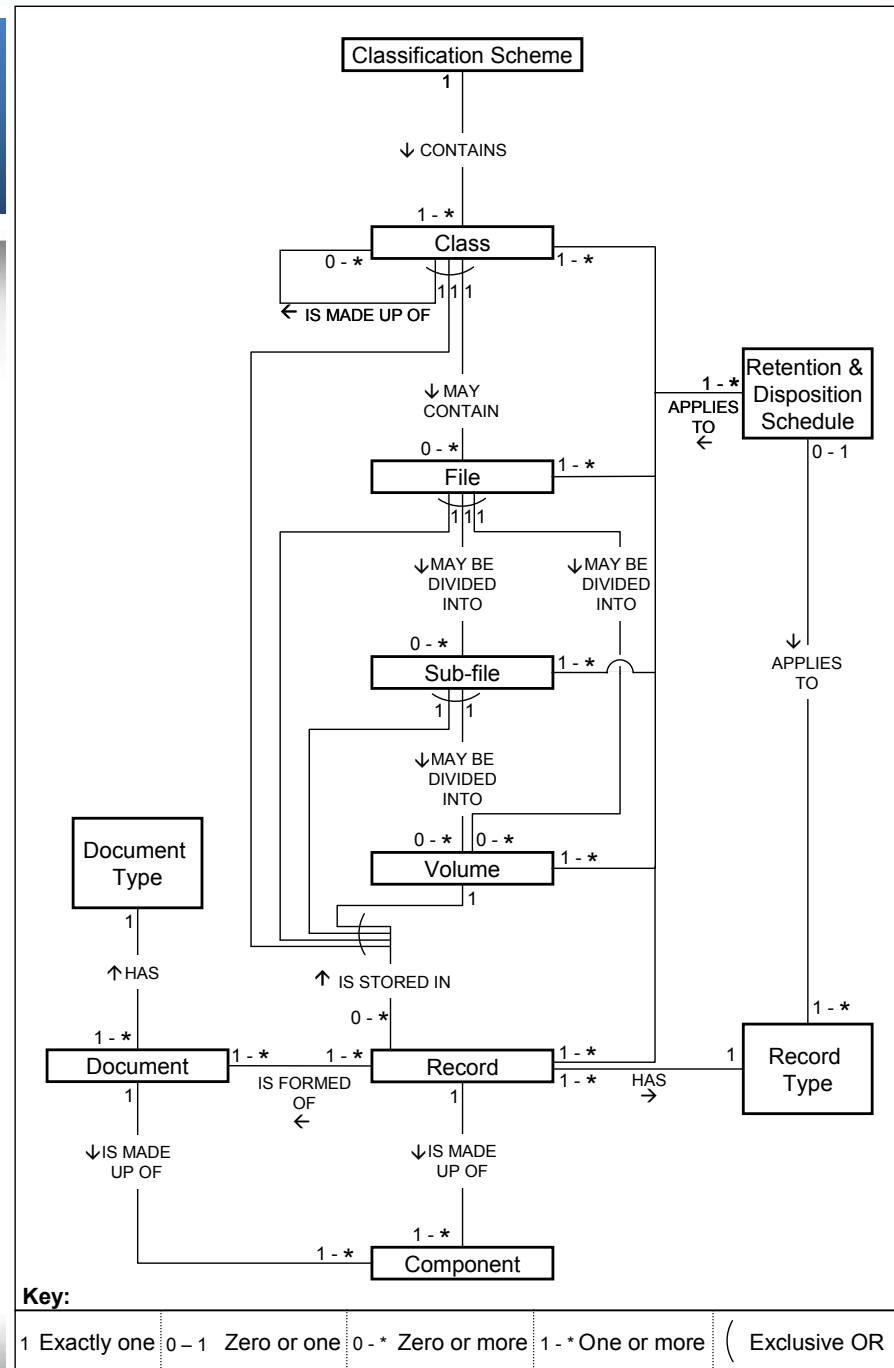 Classification Scheme
1
↓ CONTAINS
1 - *
Class
0 - *
1 1 1
1 - *
← IS MADE UP OF
↓ MAY
CONTAIN
Retention &
Disposition
Schedule
1 - *
APPLIES
TO
←
0 - 1
0 - *
File
1 - *
1 1 1
↓ MAY BE
DIVIDED
INTO
↓ MAY BE
DIVIDED
INTO
0 - *
Sub-file
1 - *
↓
APPLIES
TO
1 1
↓ MAY BE
DIVIDED
INTO
0 - * 0 - *
Volume
1 - *
1
Document
Type
1
↑ HAS
↑ IS STORED IN
0 - *
1 - *
1 - *
Document
1 - *
IS FORMED
OF
←
1 - *
Record
1 - *
1 - *
HAS
→
1
Record
Type
1
↓ IS MADE
UP OF
1
↓ IS MADE
UP OF
1 - *
1 - *
Component
Key:
1 Exactly one 0 – 1 Zero or one 0 - * Zero or more 1 - * One or more ( Exclusive OR